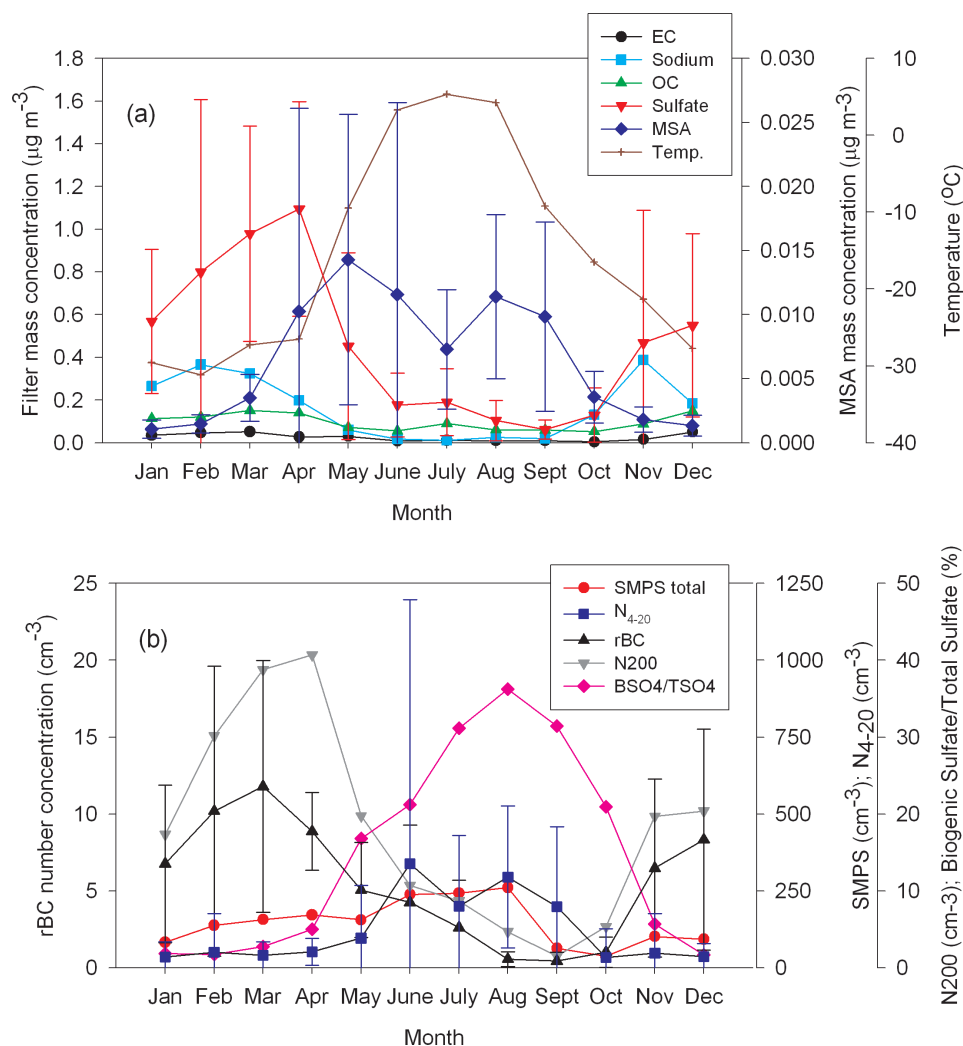 EC
Sodium
OC
Sulfate
MSA
Temp.
(a)
1.8
1.6
1.4
1.2
1.0
0.8
0.6
0.4
0.2
0.0
Filter mass concentration (μg m-3)
0.030
0.025
0.020
0.015
0.010
0.005
0.000
MSA mass concentration (μg m-3)
10
0
-10
-20
-30
-40
Temperature (⁰C)
Jan Feb Mar Apr May June July Aug Sept Oct Nov Dec
Month
SMPS total
N4-20
rBC
N200
BSO4/TSO4
(b)
25
20
15
10
5
0
rBC number concentration (cm-3)
1250
1000
750
500
250
0
SMPS (cm-3); N4-20 (cm-3)
50
40
30
20
10
0
N200 (cm-3); Biogenic Sulfate/Total Sulfate (%)
Jan Feb Mar Apr May June July Aug Sept Oct Nov Dec
Month